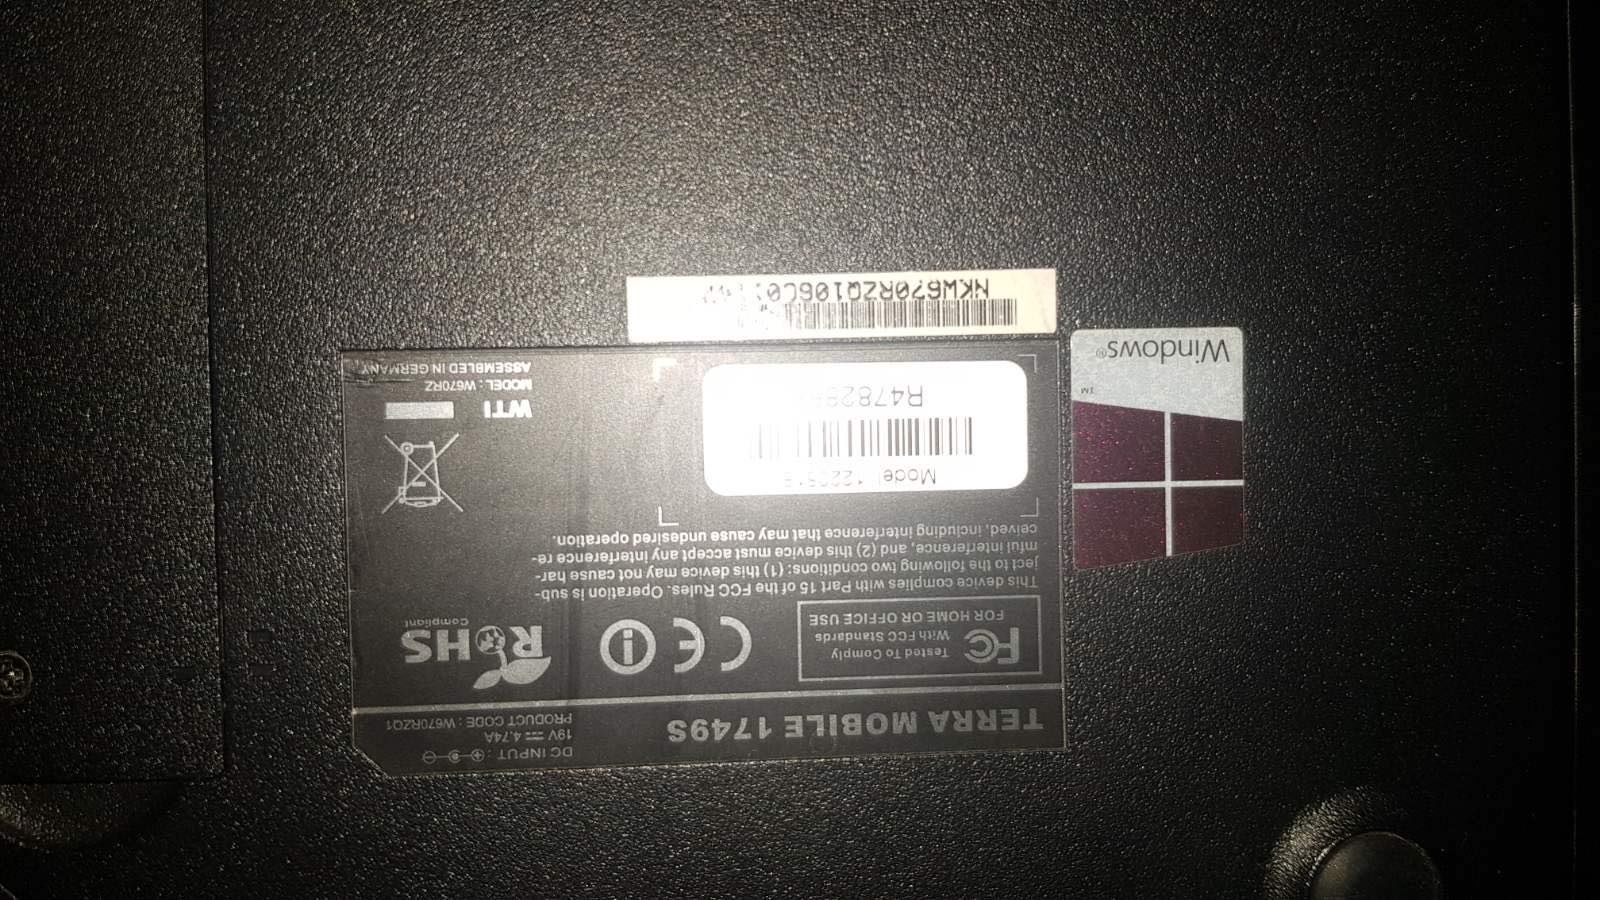 TERRA MOBILE 1749S
DC INPUT :
19V 4.74A
PRODUCT CODE : W670RZQ1
FC
Tested To Comply
With FCC Standards
FOR HOME OR OFFICE USE
CE
RoHS
Compliant
This device complies with Part 15 of the FCC Rules. Operation is sub-
ject to the following two conditions: (1) this device may not cause har-
mful interference, and (2) this device must accept any interference re-
ceived, including interference that may cause undesired operation.
Model
WTI
MODEL : W670RZ
ASSEMBLED IN GERMANY
Windows®
TM